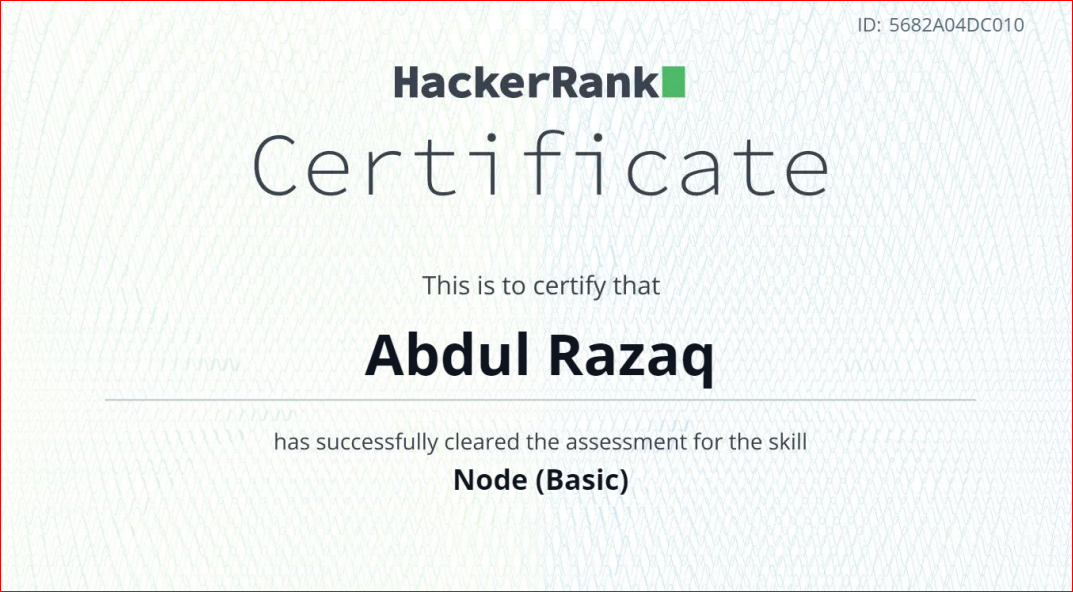 ID: 5682A04DC010
HackerRank
Certificate
This is to certify that
Abdul Razaq
has successfully cleared the assessment for the skill
Node (Basic)